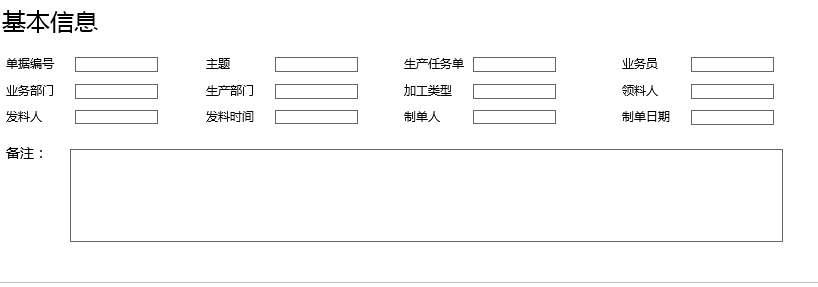 基本信息
单据编号 主题 生产任务单 业务员
业务部门 生产部门 加工类型 领料人
发料人 发料时间 制单人 制单日期
备注：